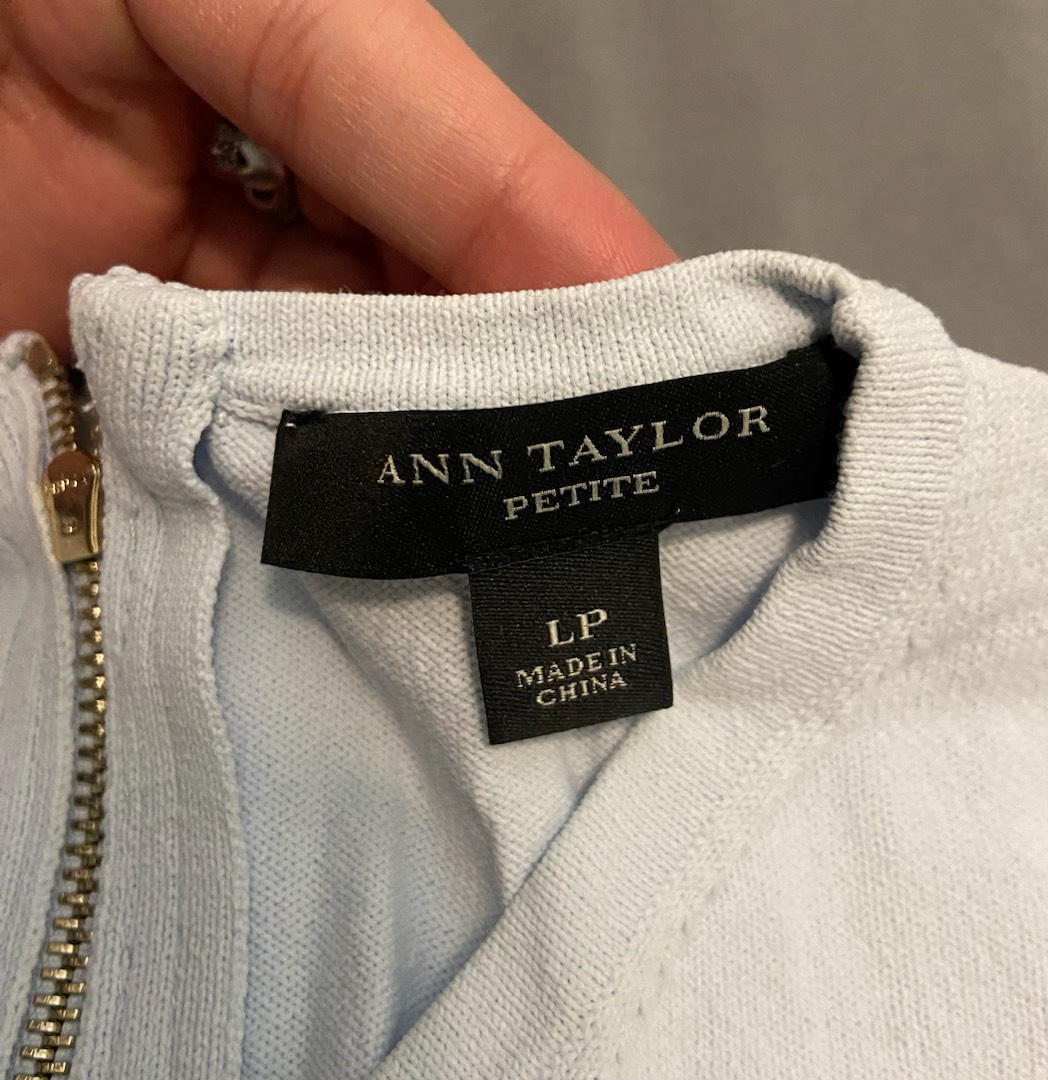 ANN TAYLOR
PETITE
LP
MADE IN
CHINA